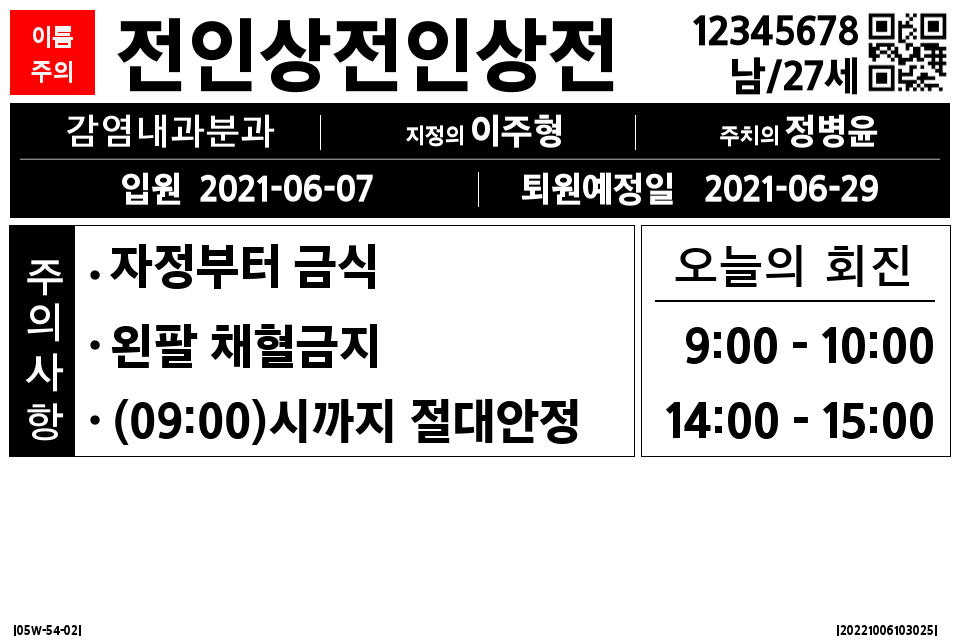 이름
주의
전인상전인상전
12345678
남/27세
감염내과분과
지정의 이주형
주치의 정병윤
입원 2021-06-07
퇴원예정일 2021-06-29
주의사항
. 자정부터 금식
· 왼팔 채혈금지
· (09:00)시까지 절대안정
오늘의 회진
9:00 - 10:00
14:00 - 15:00
|05W-54-02|
|20221006103025|